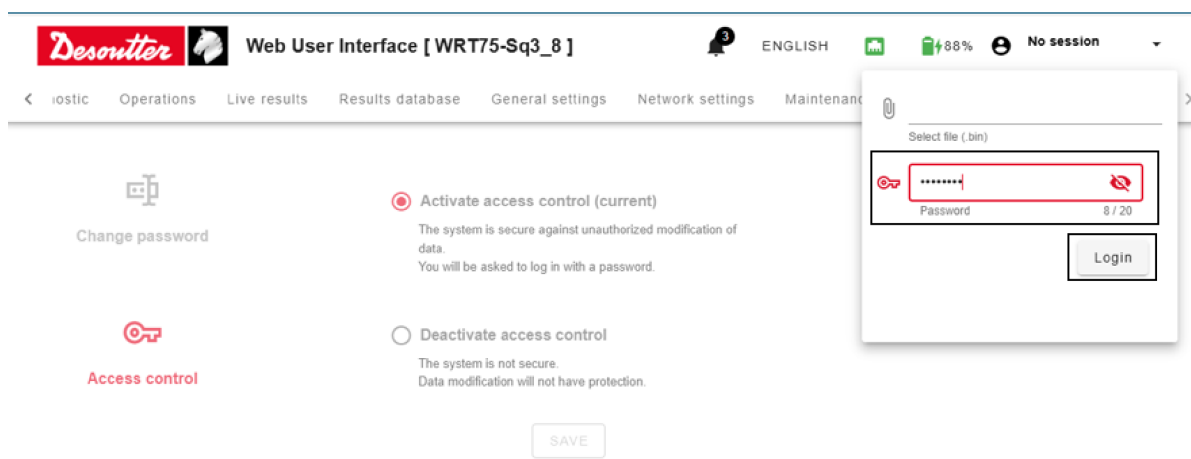 Desoutter
Web User Interface [ WRT75-Sq3_8 ]
3
ENGLISH
88%
No session
nostic Operations Live results Results database General settings Network settings Maintenanc
Select file (.bin)
••••••••
Password 8 / 20
Login
Change password
Activate access control (current)
The system is secure against unauthorized modification of
data.
You will be asked to log in with a password.
Access control
Deactivate access control
The system is not secure.
Data modification will not have protection.
SAVE